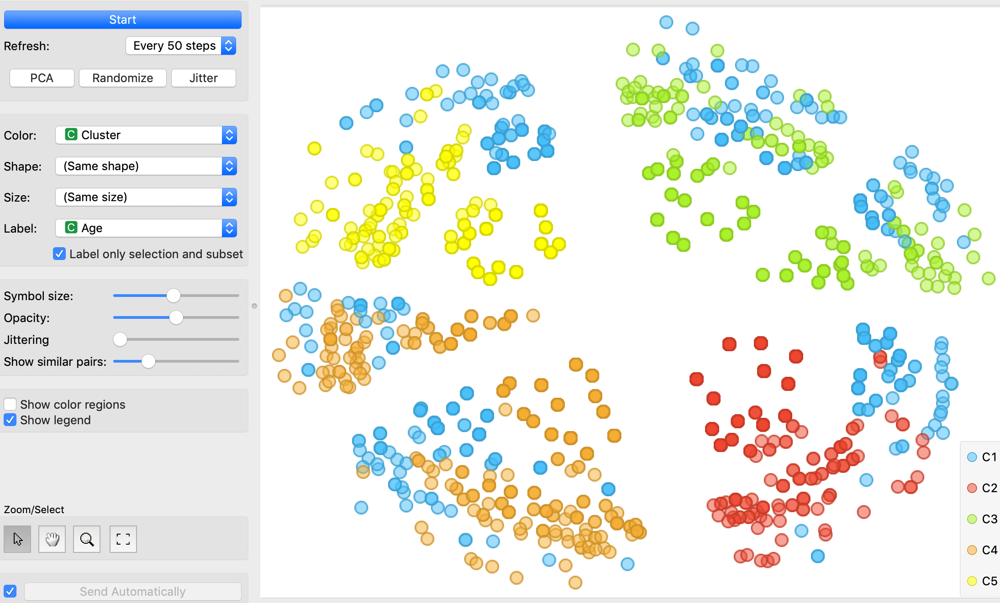 Start
Refresh: Every 50 steps
PCA Randomize Jitter
Color: C Cluster
Shape: (Same shape)
Size: (Same size)
Label: C Age
Label only selection and subset
Symbol size:
Opacity:
Jittering
Show similar pairs:
Show color regions
Show legend
Zoom/Select
Send Automatically
C1
C2
C3
C4
C5